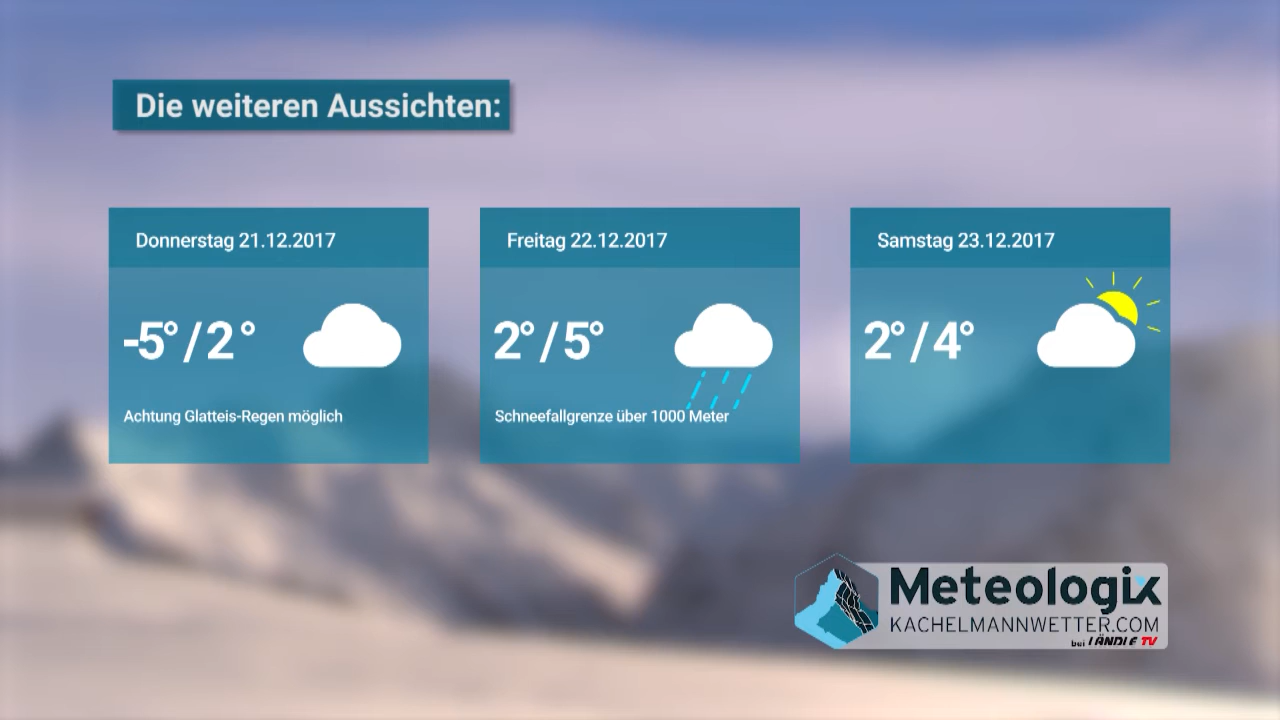 Die weiteren Aussichten:
Donnerstag 21.12.2017
-5°/2°
Achtung Glatteis-Regen möglich
Freitag 22.12.2017
2°/5°
Schneefallgrenze über 1000 Meter
Samstag 23.12.2017
2°/4°
Meteologix
KACHELMANNWETTER.COM
bei LÄNDLE TV